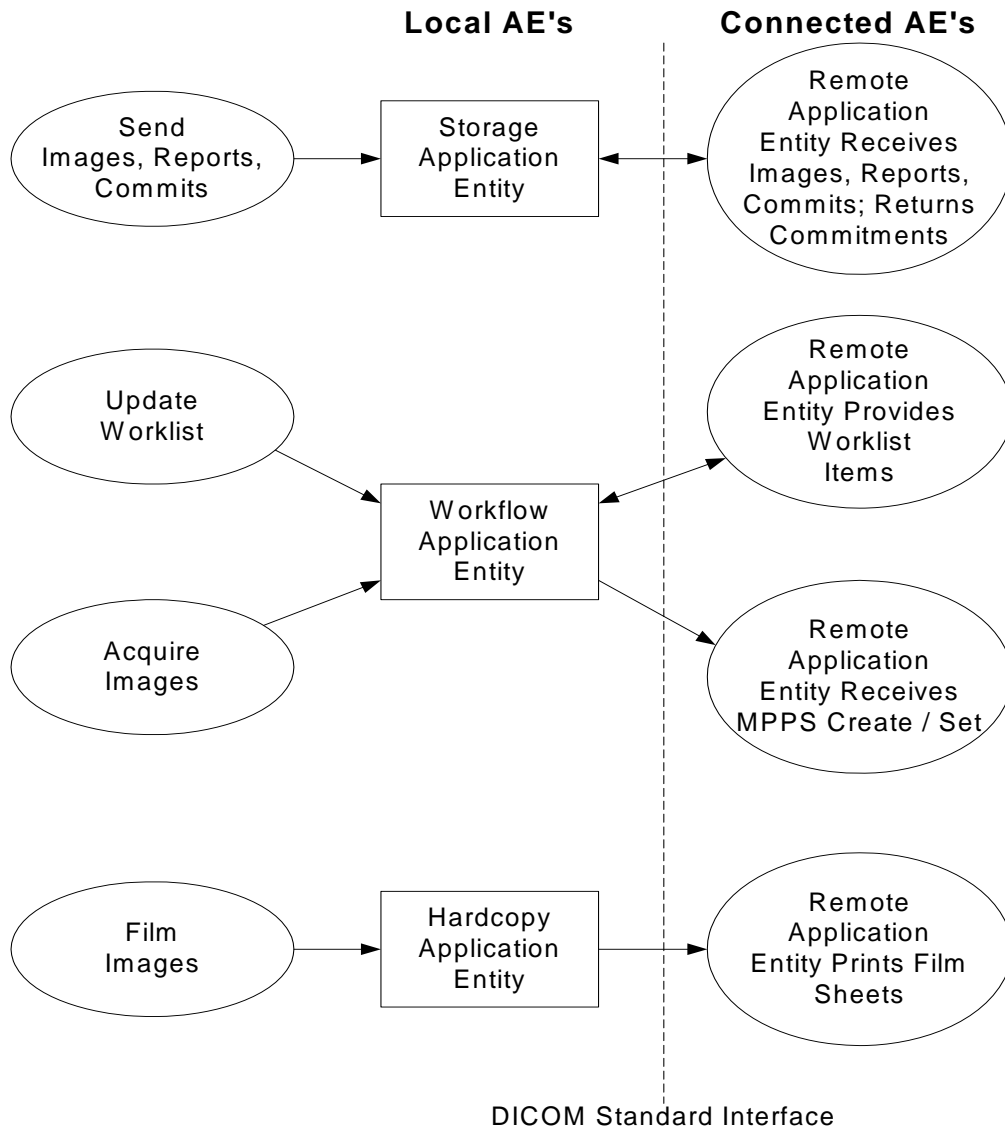 Local AE's
Connected AE's
Send
Images, Reports,
Commits
Storage
Application
Entity
Remote
Application
Entity Receives
Images, Reports,
Commits; Returns
Commitments
Update
Worklist
Remote
Application
Entity Provides
Worklist
Items
Workflow
Application
Entity
Acquire
Images
Remote
Application
Entity Receives
MPPS Create / Set
Film
Images
Hardcopy
Application
Entity
Remote
Application
Entity Prints Film
Sheets
DICOM Standard Interface